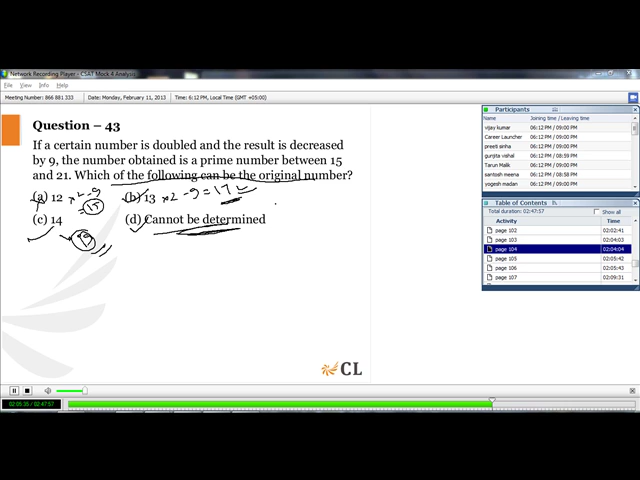 Network Recording Player - CSAT Mock 4 Analysis
File View Info Help
Meeting Number: 866 881 333 Date: Monday, February 11, 2013 Time: 6:12 PM, Local Time (GMT +05:00)
Question – 43
If a certain number is doubled and the result is decreased
by 9, the number obtained is a prime number between 15
and 21. Which of the following can be the original number?
(a) 12 × 2 - 9 = 15
(b) 13 × 2 - 9 = 17
(c) 14
(d) Cannot be determined
19
CL
Participants
Name Joining time / Leaving time
vijay kumar 06:12 PM / 09:00 PM
Career Launcher 06:12 PM / 09:00 PM
preeti sinha 06:12 PM / 09:00 PM
gunjita vishal 06:12 PM / 08:59 PM
Tarun Malik 06:12 PM / 09:00 PM
santosh meena 06:12 PM / 08:58 PM
yogesh madan 06:12 PM / 09:00 PM
Table of Contents
Total duration: 02:47:57 Show all
Activity Time
page 102 02:02:41
page 103 02:04:03
page 104 02:04:04
page 105 02:05:42
page 106 02:05:43
page 107 02:09:31
02:05:35 / 02:47:57